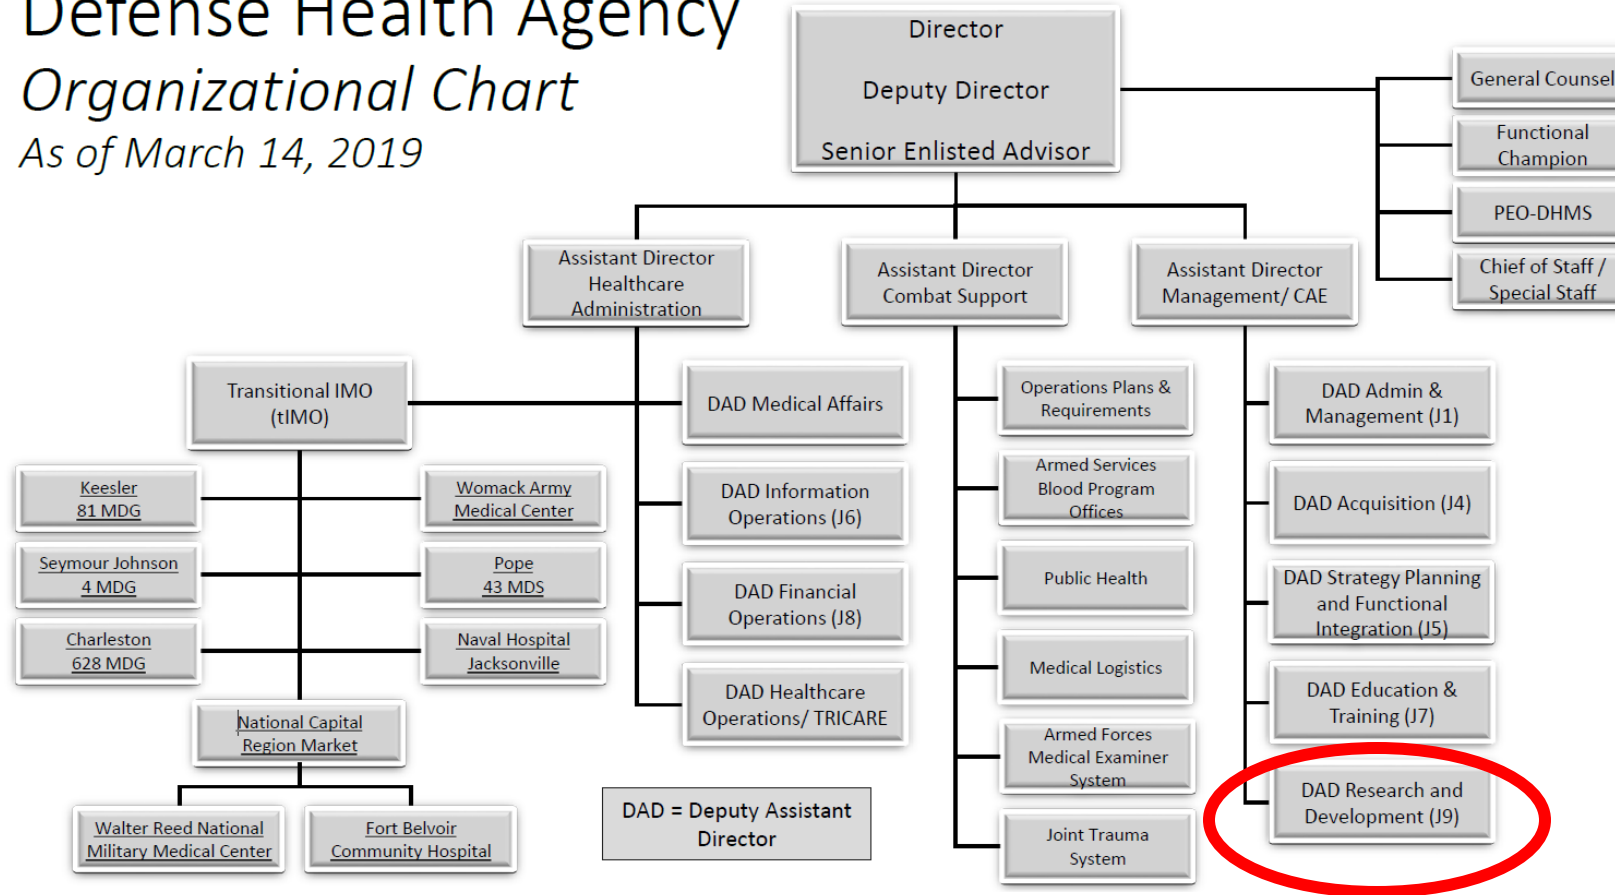 Defense Health Agency
Organizational Chart
As of March 14, 2019
Director
Deputy Director
Senior Enlisted Advisor
General Counsel
Functional
Champion
PEO-DHMS
Chief of Staff /
Special Staff
Assistant Director
Healthcare
Administration
Assistant Director
Combat Support
Assistant Director
Management/ CAE
Transitional IMO
(tIMO)
Keesler
81 MDG
Womack Army
Medical Center
Seymour Johnson
4 MDG
Pope
43 MDS
Charleston
628 MDG
Naval Hospital
Jacksonville
National Capital
Region Market
Walter Reed National
Military Medical Center
Fort Belvoir
Community Hospital
DAD Medical Affairs
DAD Information
Operations (J6)
DAD Financial
Operations (J8)
DAD Healthcare
Operations/ TRICARE
Operations Plans &
Requirements
Armed Services
Blood Program
Offices
Public Health
Medical Logistics
Armed Forces
Medical Examiner
System
Joint Trauma
System
DAD Admin &
Management (J1)
DAD Acquisition (J4)
DAD Strategy Planning
and Functional
Integration (J5)
DAD Education &
Training (J7)
DAD Research and
Development (J9)
DAD = Deputy Assistant
Director